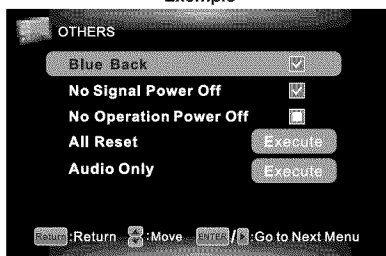 Exemple
OTHERS
Blue Back
No Signal Power Off
No Operation Power Off
All Reset Execute
Audio Only Execute
Return :Return :Move ENTER / :Go to Next Menu